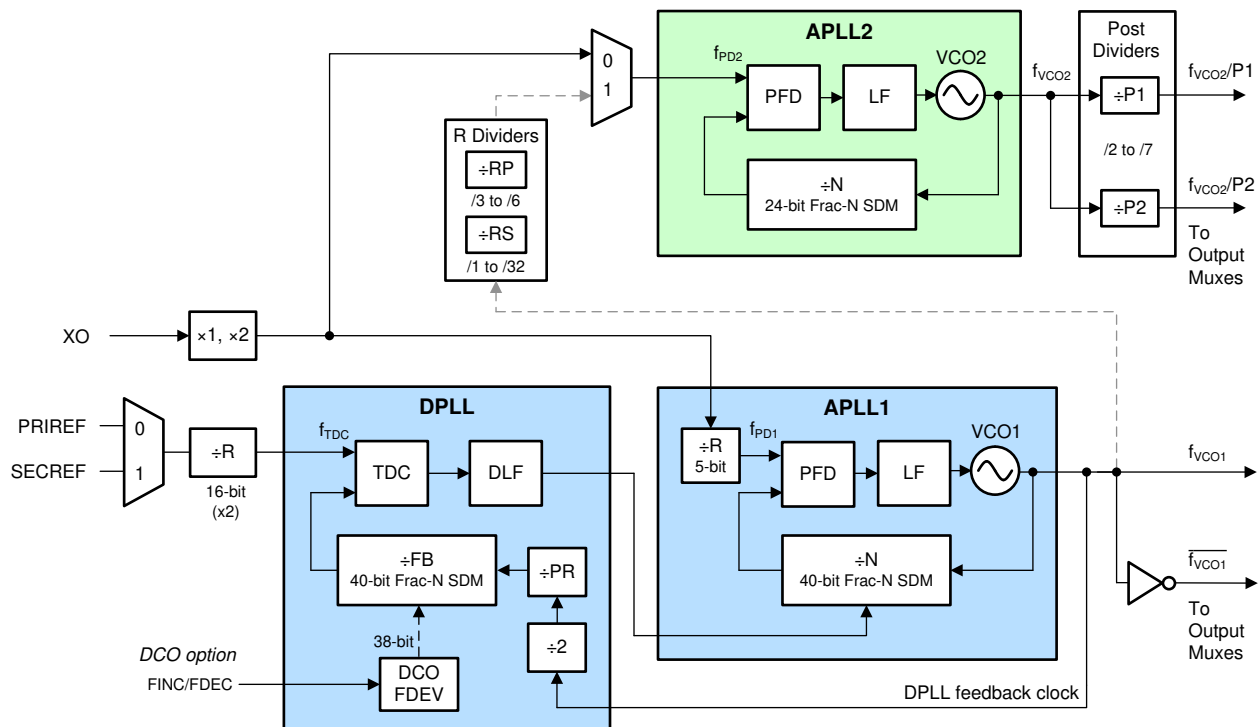 APLL2
Post
Dividers
0
1
f_PD2
PFD
LF
VCO2
f_VCO2
÷P1
f_VCO2/P1
/2 to /7
R Dividers
÷RP
/3 to /6
÷RS
/1 to /32
÷N
24-bit Frac-N SDM
÷P2
f_VCO2/P2
To
Output
Muxes
XO
×1, ×2
DPLL
APLL1
PRIREF
SECREF
0
1
÷R
16-bit
(x2)
f_TDC
TDC
DLF
÷R
5-bit
f_PD1
PFD
LF
VCO1
f_VCO1
÷FB
40-bit Frac-N SDM
÷PR
÷2
÷N
40-bit Frac-N SDM
f̅_VCO1
To
Output
Muxes
38-bit
DCO option
FINC/FDEC
DCO
FDEV
DPLL feedback clock